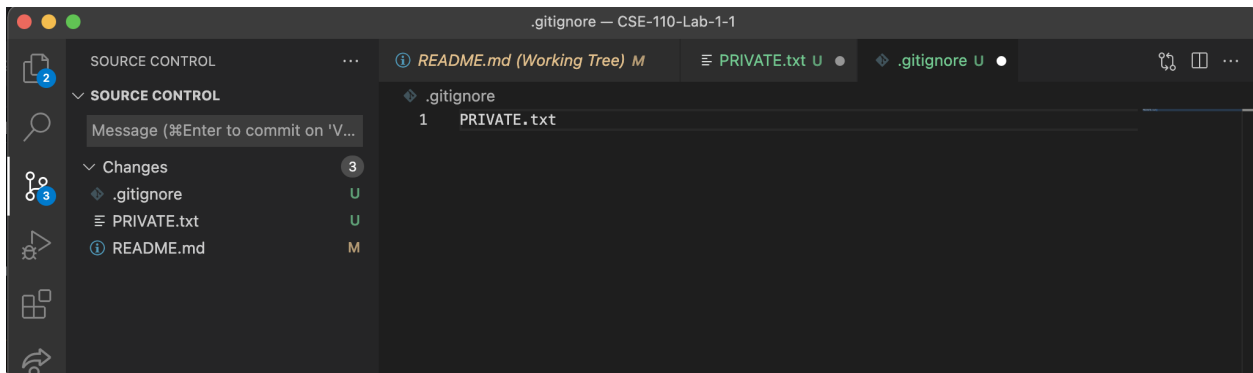 .gitignore — CSE-110-Lab-1-1
2
3
SOURCE CONTROL
SOURCE CONTROL
Message (⌘Enter to commit on 'V...
Changes 3
.gitignore U
PRIVATE.txt U
README.md M
README.md (Working Tree) M PRIVATE.txt U .gitignore U
.gitignore
1 PRIVATE.txt